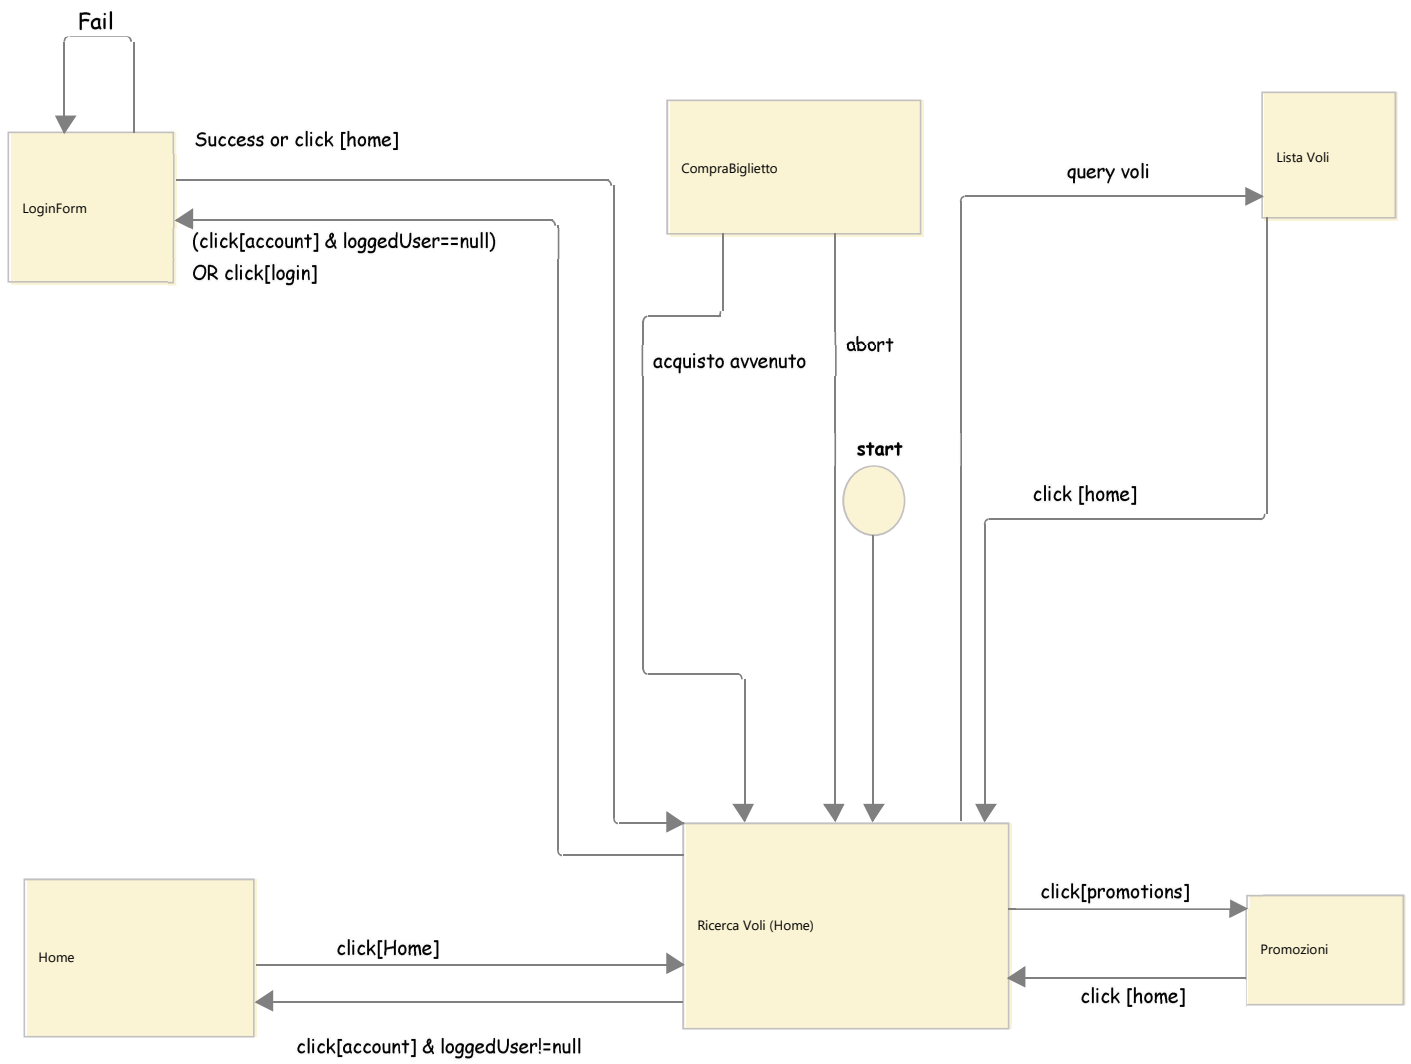 Fail
Success or click [home]
LoginForm
(click[account] & loggedUser==null)
OR click[login]
CompraBiglietto
query voli
Lista Voli
acquisto avvenuto
abort
start
click [home]
click[promotions]
Ricerca Voli (Home)
Promozioni
click [home]
click[Home]
Home
click[account] & loggedUser!=null